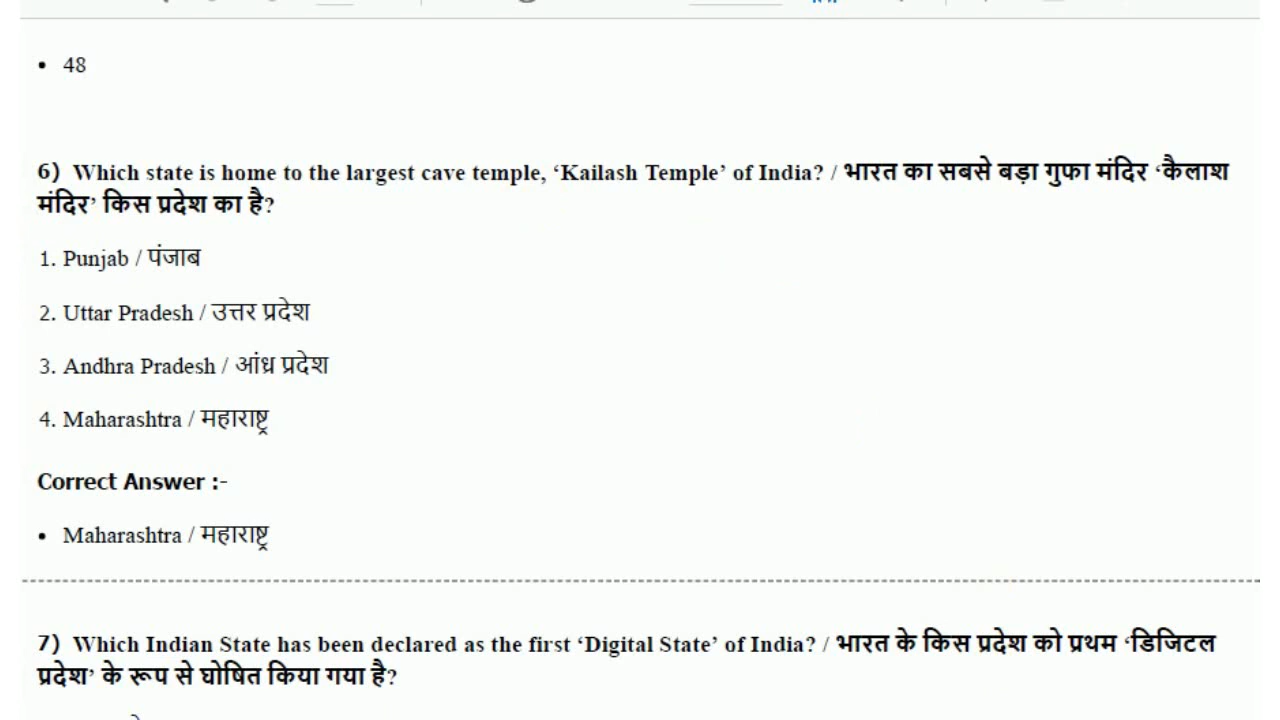 • 48
6) Which state is home to the largest cave temple, ‘Kailash Temple’ of India? / भारत का सबसे बड़ा गुफा मंदिर ‘कैलाश
मंदिर’ किस प्रदेश का है?
1. Punjab / पंजाब
2. Uttar Pradesh / उत्तर प्रदेश
3. Andhra Pradesh / आंध्र प्रदेश
4. Maharashtra / महाराष्ट्र
Correct Answer :-
• Maharashtra / महाराष्ट्र
7) Which Indian State has been declared as the first ‘Digital State’ of India? / भारत के किस प्रदेश को प्रथम ‘डिजिटल
प्रदेश’ के रूप से घोषित किया गया है?